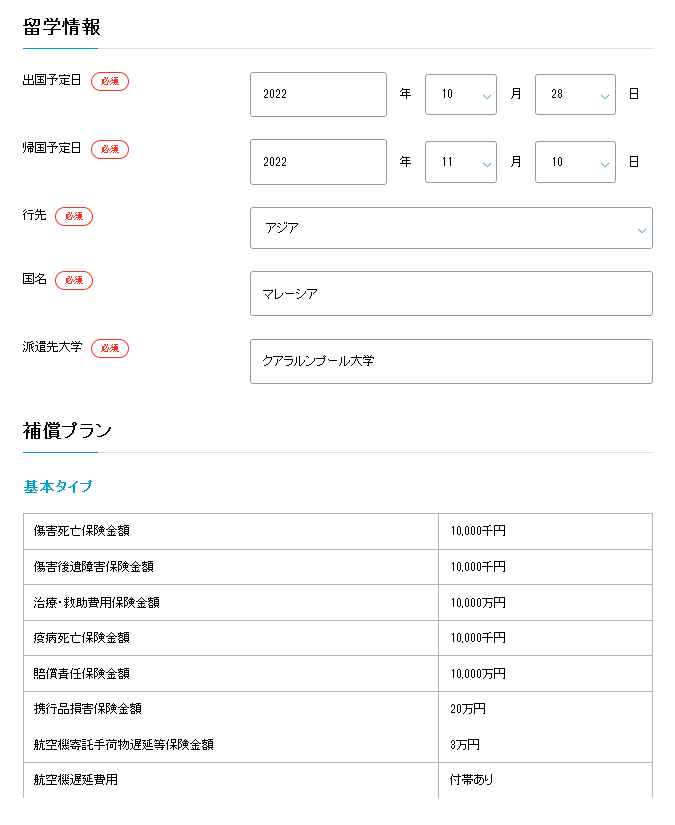 留学情報
出国予定日 必須 2022 年 10 月 28 日
帰国予定日 必須 2022 年 11 月 10 日
行先 必須 アジア
国名 必須 マレーシア
派遣先大学 必須 クアラルンプール大学
補償プラン
基本タイプ
傷害死亡保険金額 10,000千円
傷害後遺障害保険金額 10,000千円
治療・救助費用保険金額 10,000万円
疫病死亡保険金額 10,000千円
賠償責任保険金額 10,000万円
携行品損害保険金額 20万円
航空機寄託手荷物遅延等保険金額 3万円
航空機遅延費用 付帯あり